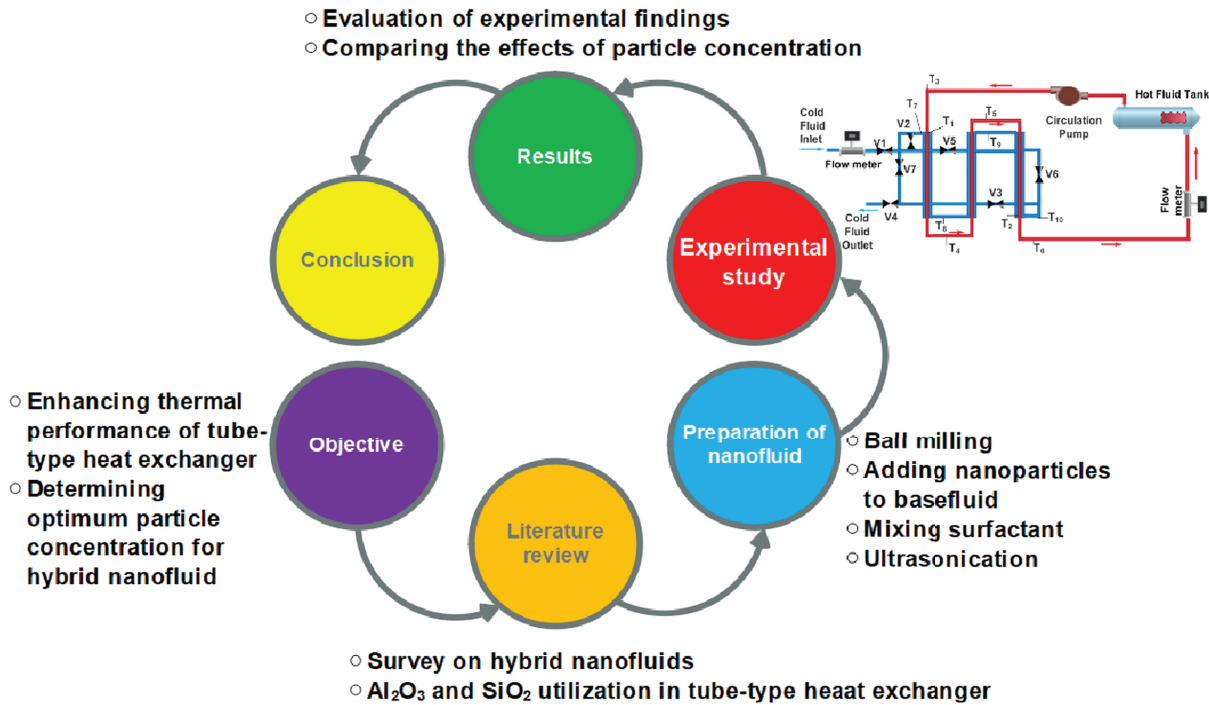 ○ Evaluation of experimental findings
○ Comparing the effects of particle concentration
Results
Conclusion
Experimental
study
Objective
Preparation of
nanofluid
Literature
review
○ Enhancing thermal
performance of tube-
type heat exchanger
○ Determining
optimum particle
concentration for
hybrid nanofluid
○ Ball milling
○ Adding nanoparticles
to basefluid
○ Mixing surfactant
○ Ultrasonication
○ Survey on hybrid nanofluids
○ Al₂O₃ and SiO₂ utilization in tube-type heaat exchanger
Cold
Fluid
Inlet
Flow meter
V1
V2
T₇
T₃
T₁
V5
T₅
T₉
V7
V4
V3
V6
Cold
Fluid
Outlet
T₈
T₄
T₂
T₁₀
T₆
Circulation
Pump
Hot Fluid Tank
Flow
meter